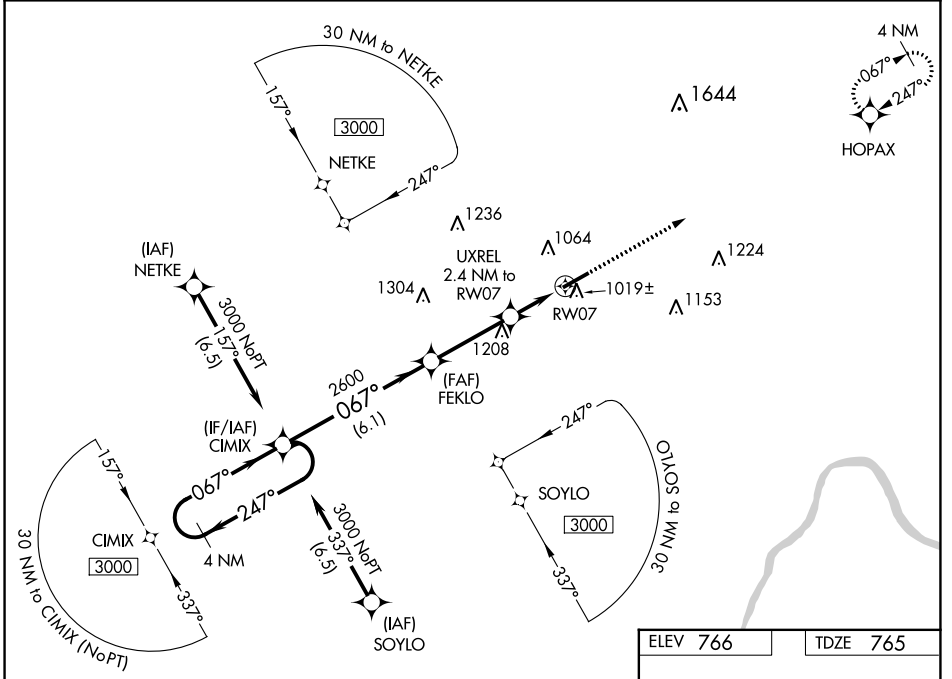 30 NM to NETKE
157°
3000
NETKE
247°
4 NM
067°
247°
HOPAX
1644
1236
1064
1224
UXREL
2.4 NM to
RW07
1304
1019±
RW07
1153
1208
(IAF)
NETKE
3000 NoPT
157°
(6.5)
2600
067°
(6.1)
(FAF)
FEKLO
(IF/IAF)
CIMIX
067°
247°
4 NM
157°
CIMIX
3000
337°
30 NM to CIMIX (NoPT)
3000 NoPT
337°
(6.5)
(IAF)
SOYLO
247°
SOYLO
3000
337°
30 NM to SOYLO
ELEV 766
TDZE 765